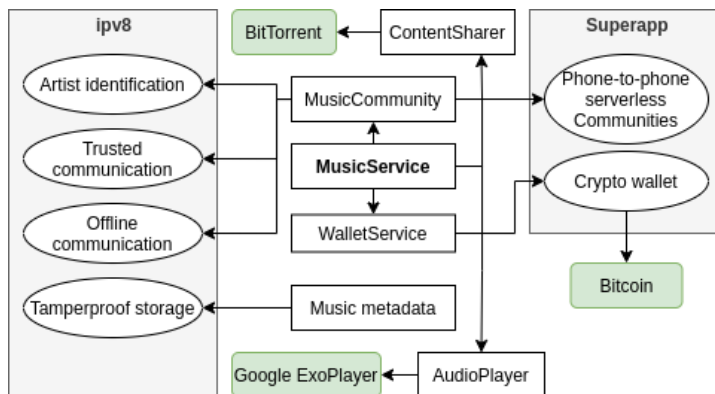 ipv8
BitTorrent
ContentSharer
Superapp
Artist identification
MusicCommunity
Phone-to-phone
serverless
Communities
Trusted
communication
MusicService
Crypto wallet
Offline
communication
WalletService
Tamperproof storage
Music metadata
Bitcoin
Google ExoPlayer
AudioPlayer